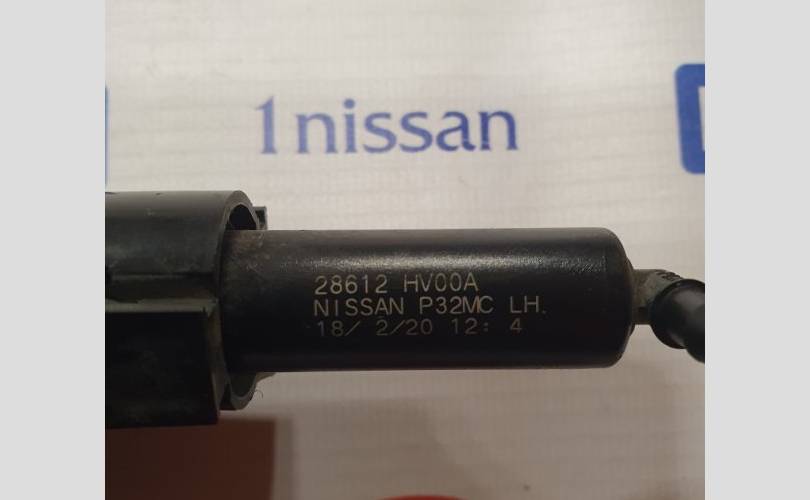 1nissan
28612 HV00A
NISSAN P32MC LH.
18/ 2/20 12: 4